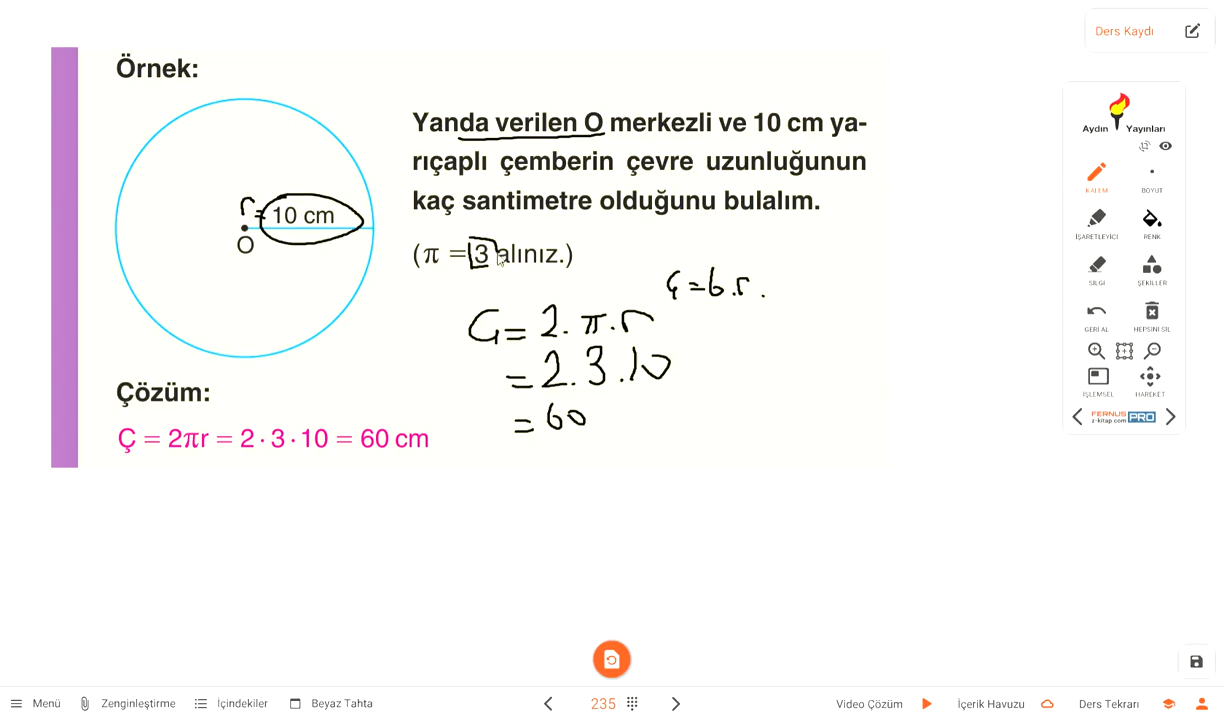 Ders Kaydı
Örnek:
Yanda verilen O merkezli ve 10 cm ya-
rıçaplı çemberin çevre uzunluğunun
kaç santimetre olduğunu bulalım.
(π = 3 alınız.)
r = 10 cm
O
Ç = 6.r.
Ç = 2.π.r
= 2.3.10
= 60
Çözüm:
Ç = 2πr = 2 · 3 · 10 = 60 cm
Aydın Yayınları
KALEM BOYUT
İŞARETLEYİCİ RENK
SİLGİ ŞEKİLLER
GERİ AL HEPSİNİ SİL
İŞLEMSEL HAREKET
FERNUS z-kitap.com PRO
Menü Zenginleştirme İçindekiler Beyaz Tahta 235 Video Çözüm İçerik Havuzu Ders Tekrarı